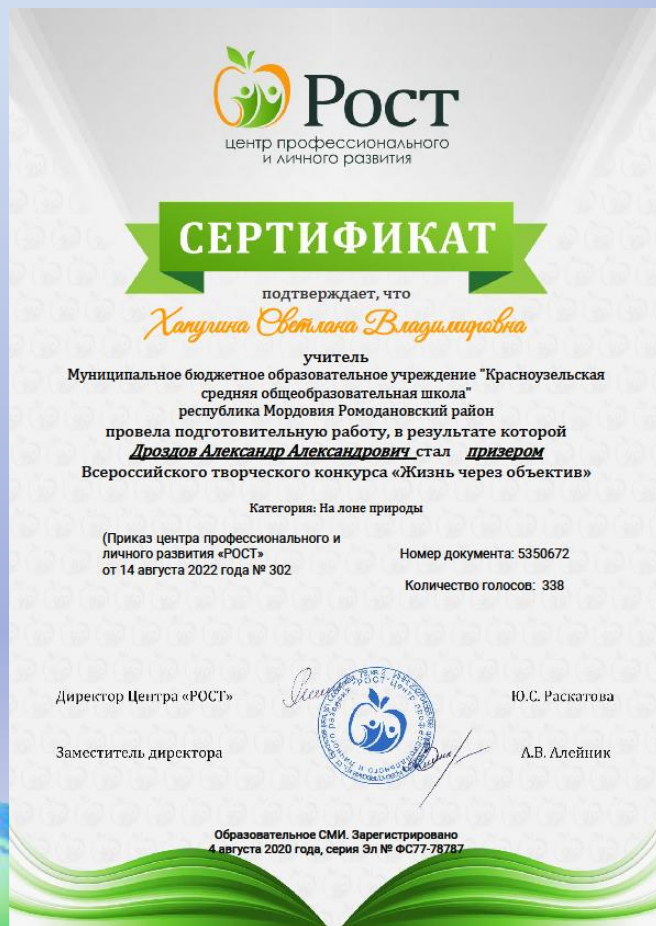 Рост
центр профессионального
и личного развития
СЕРТИФИКАТ
подтверждает, что
Хапугина Светлана Владимировна
учитель
Муниципальное бюджетное образовательное учреждение "Красноузельская
средняя общеобразовательная школа"
республика Мордовия Ромодановский район
провела подготовительную работу, в результате которой
Дроздов Александр Александрович стал призером
Всероссийского творческого конкурса «Жизнь через объектив»
Категория: На лоне природы
(Приказ центра профессионального и
личного развития «РОСТ»
от 14 августа 2022 года № 302
Номер документа: 5350672
Количество голосов: 338
Директор Центра «РОСТ»
Ю.С. Раскатова
Заместитель директора
А.В. Алейник
Образовательное СМИ. Зарегистрировано
4 августа 2020 года, серия Эл № ФС77-78787